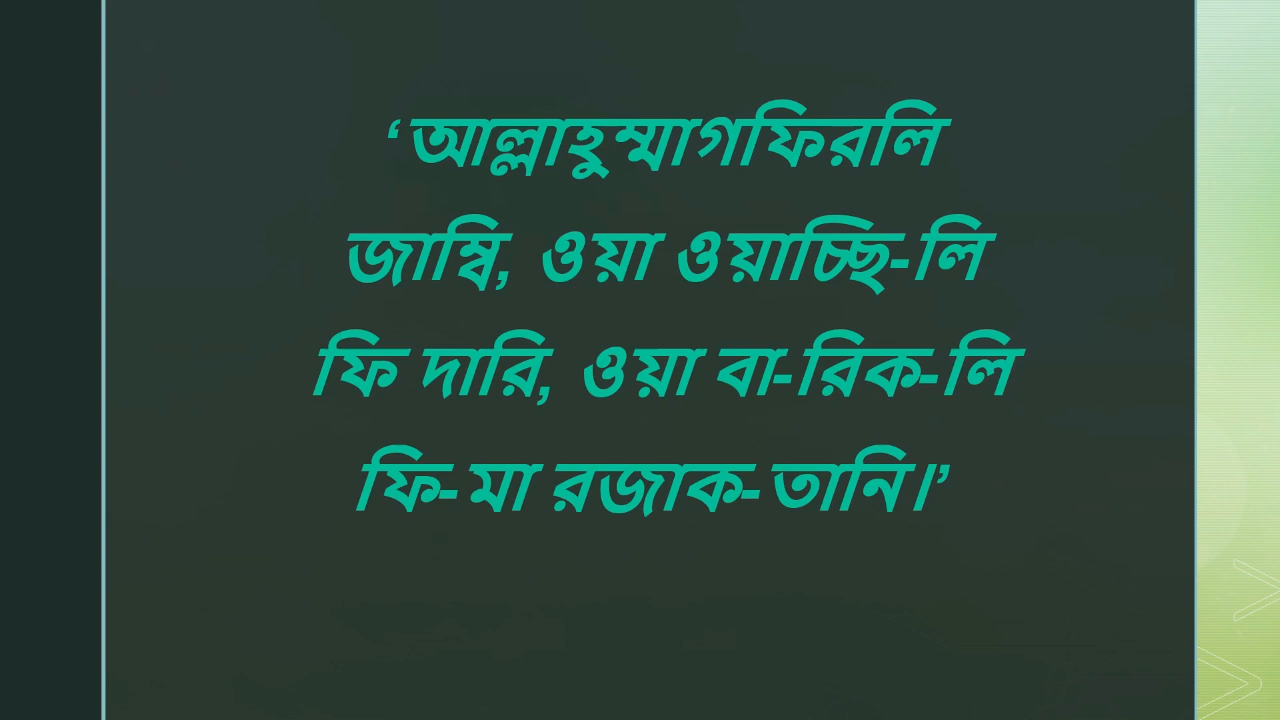 ‘আল্লাহুম্মাগফিরলি
জাম্বি, ওয়া ওয়াচ্ছি-লি
ফি দারি, ওয়া বা-রিক-লি
ফি-মা রজাক-তানি।’